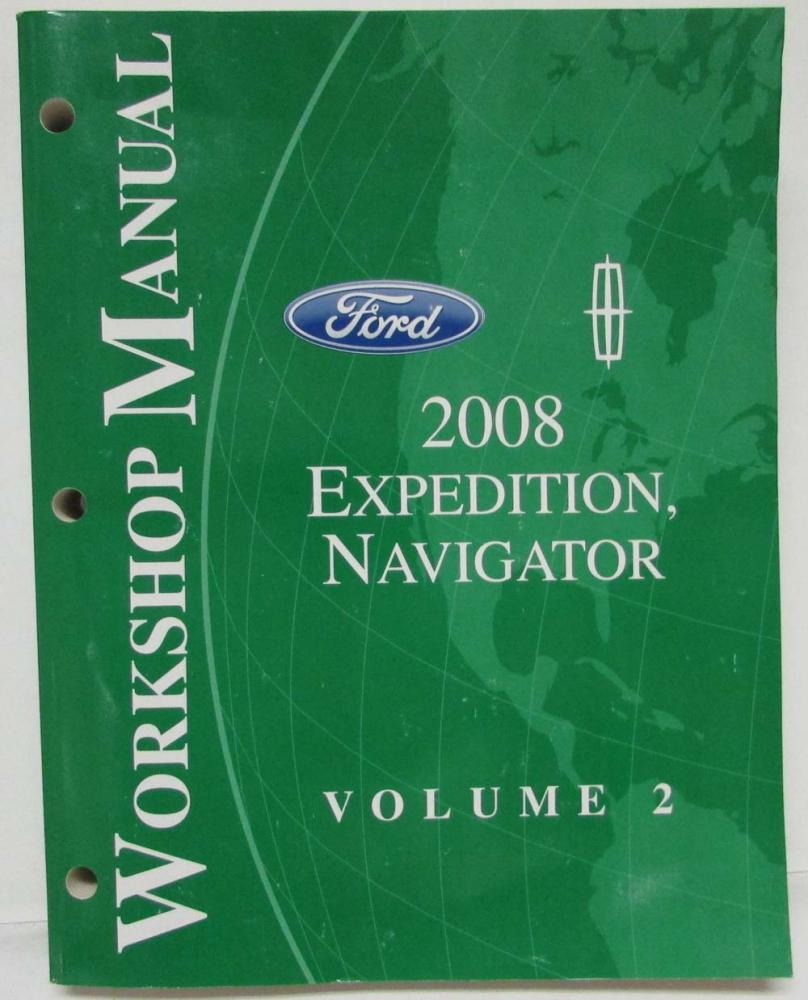 WORKSHOP MANUAL
Ford
2008
EXPEDITION,
NAVIGATOR
VOLUME 2